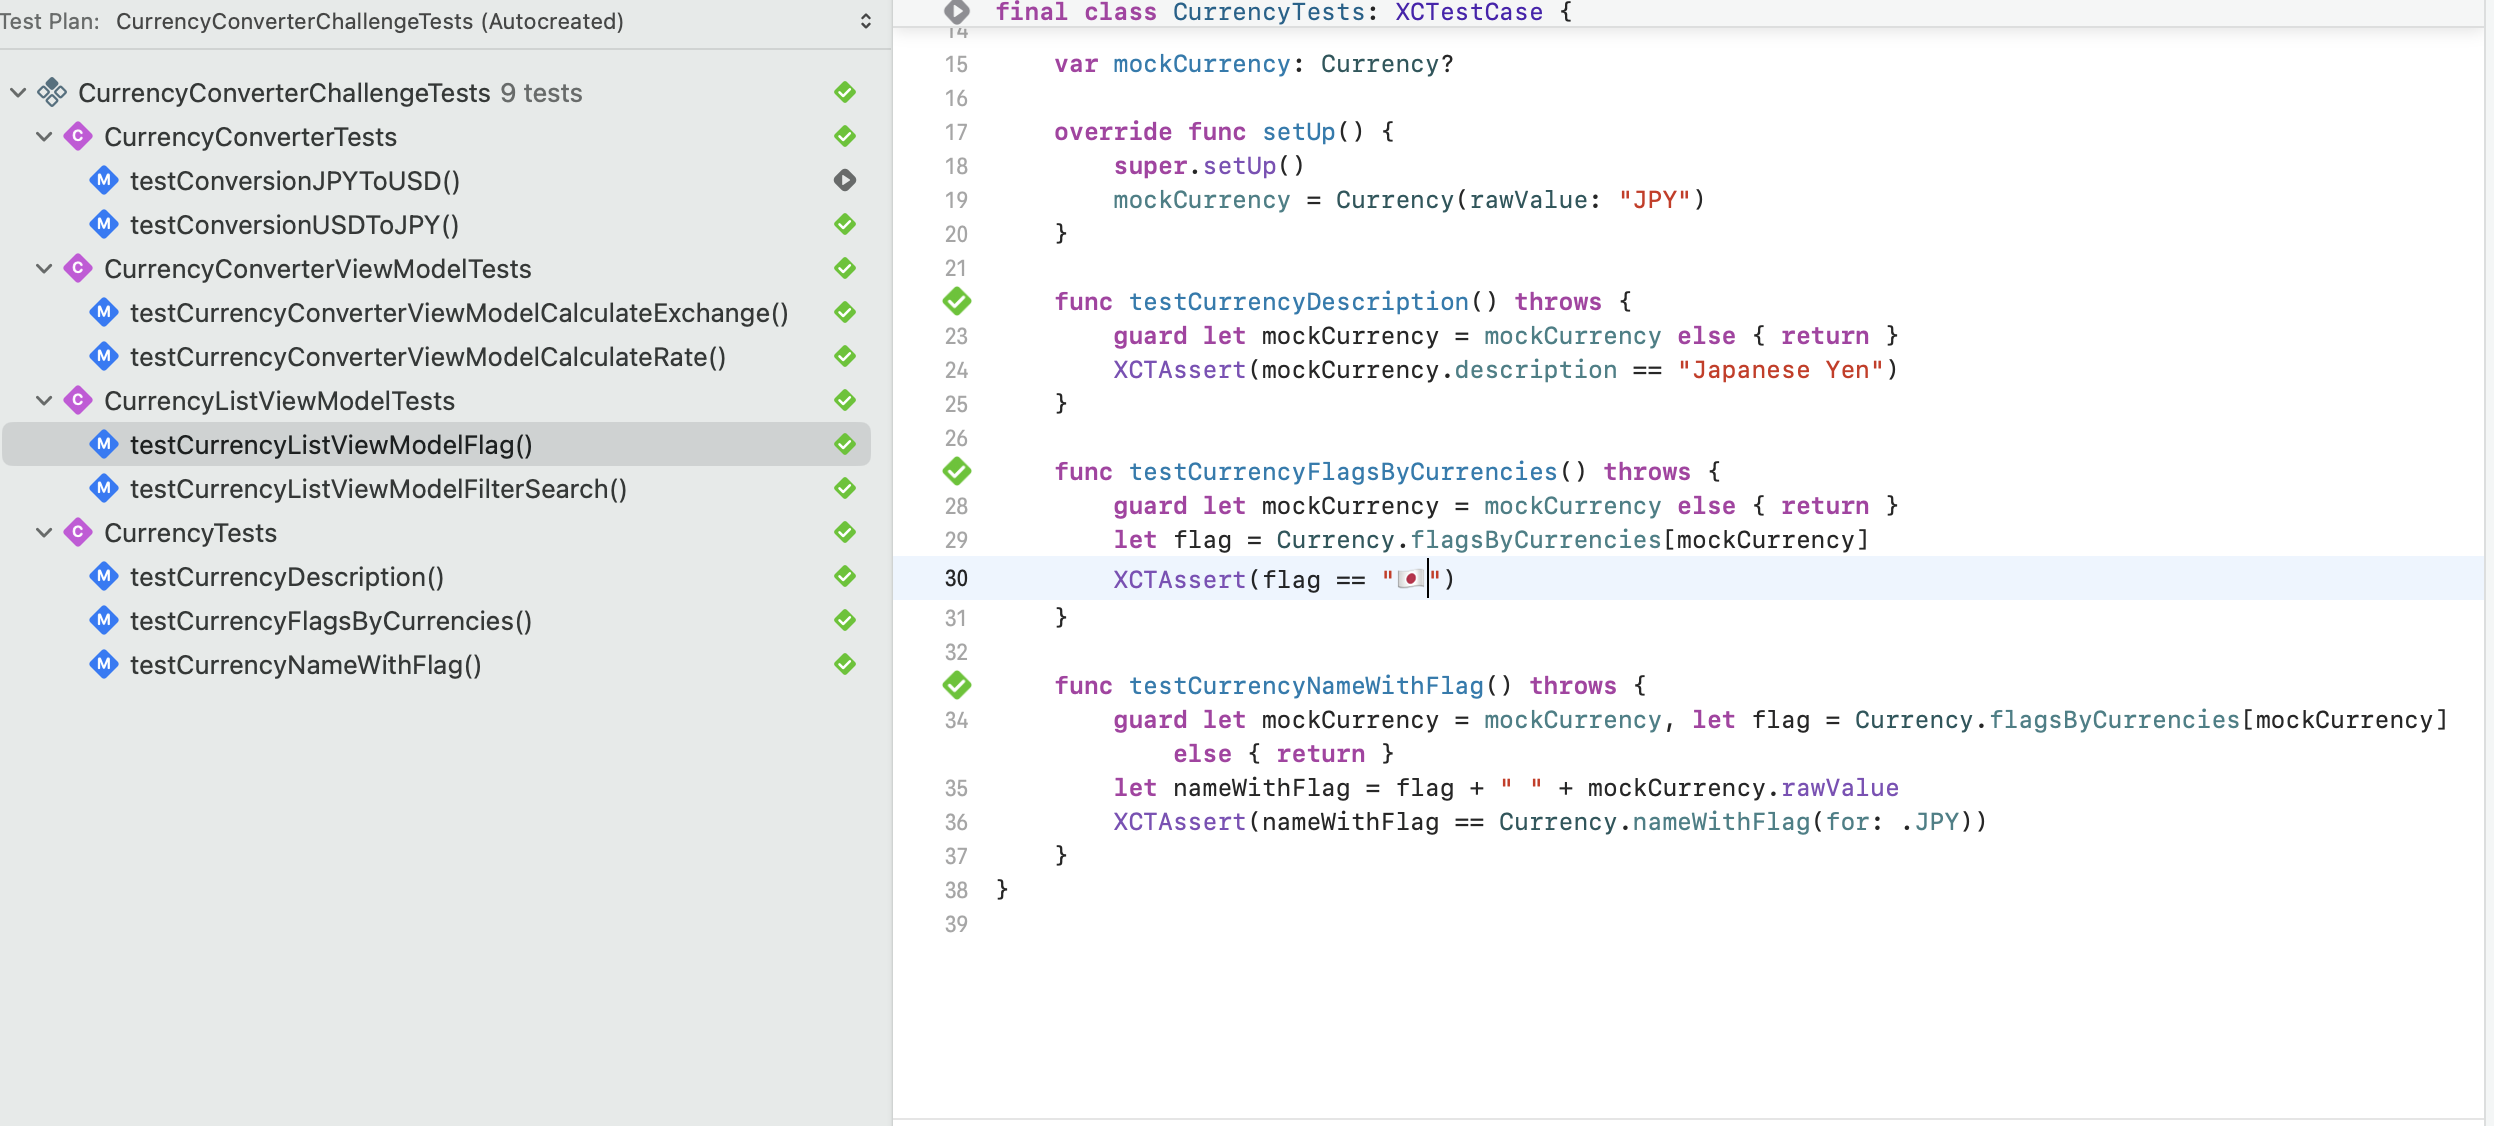 Test Plan: CurrencyConverterChallengeTests (Autocreated)
CurrencyConverterChallengeTests 9 tests
CurrencyConverterTests
testConversionJPYToUSD()
testConversionUSDToJPY()
CurrencyConverterViewModelTests
testCurrencyConverterViewModelCalculateExchange()
testCurrencyConverterViewModelCalculateRate()
CurrencyListViewModelTests
testCurrencyListViewModelFlag()
testCurrencyListViewModelFilterSearch()
CurrencyTests
testCurrencyDescription()
testCurrencyFlagsByCurrencies()
testCurrencyNameWithFlag()
final class CurrencyTests: XCTestCase {
14
15 var mockCurrency: Currency?
16
17 override func setUp() {
18 super.setUp()
19 mockCurrency = Currency(rawValue: "JPY")
20 }
21
func testCurrencyDescription() throws {
23 guard let mockCurrency = mockCurrency else { return }
24 XCTAssert(mockCurrency.description == "Japanese Yen")
25 }
26
func testCurrencyFlagsByCurrencies() throws {
28 guard let mockCurrency = mockCurrency else { return }
29 let flag = Currency.flagsByCurrencies[mockCurrency]
30 XCTAssert(flag == "🇯🇵")
31 }
32
func testCurrencyNameWithFlag() throws {
34 guard let mockCurrency = mockCurrency, let flag = Currency.flagsByCurrencies[mockCurrency]
else { return }
35 let nameWithFlag = flag + " " + mockCurrency.rawValue
36 XCTAssert(nameWithFlag == Currency.nameWithFlag(for: .JPY))
37 }
38 }
39